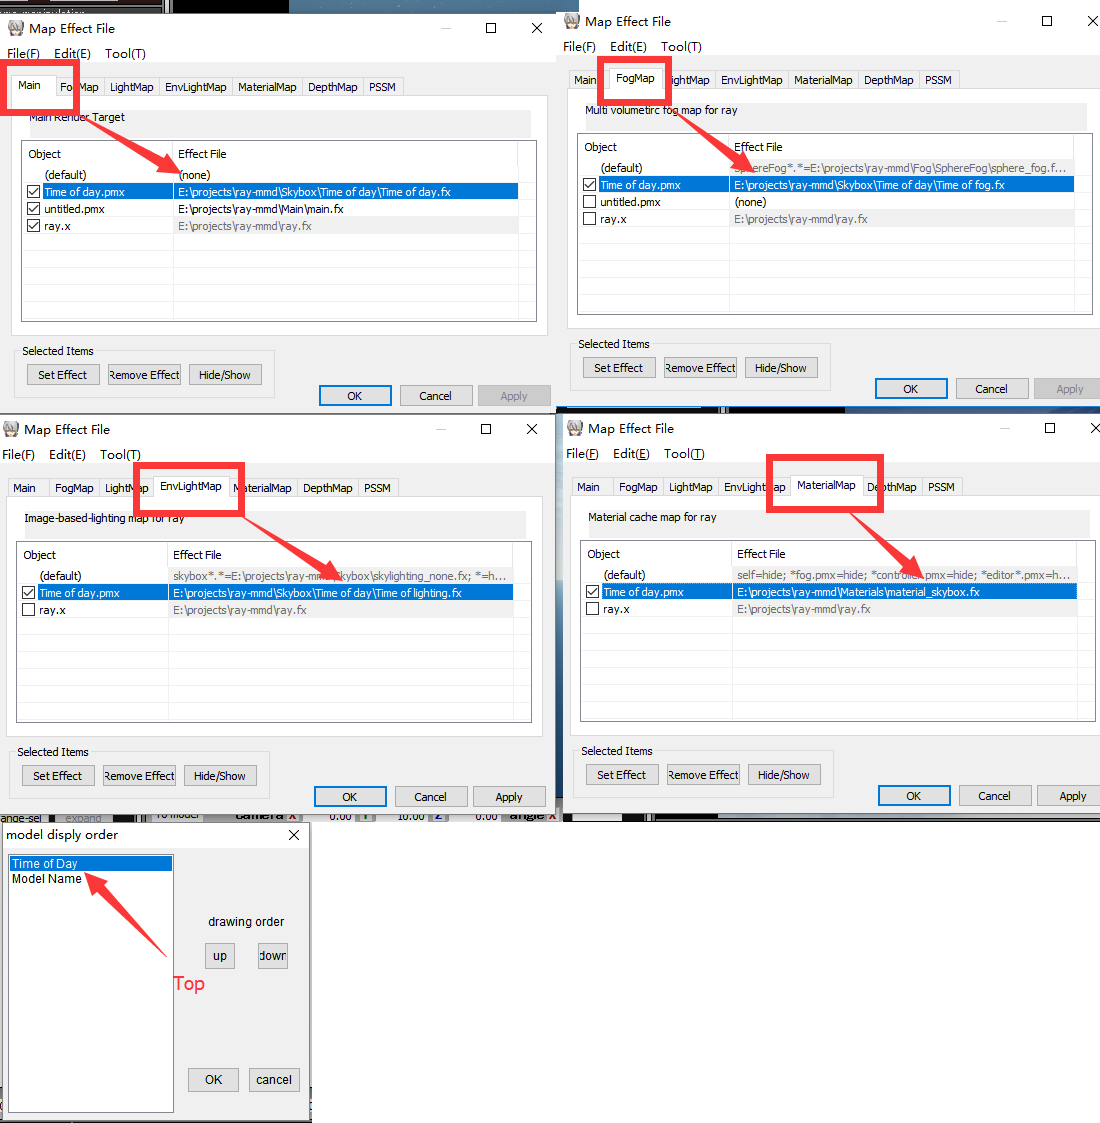 Map Effect File
File(F) Edit(E) Tool(T)
Main FogMap LightMap EnvLightMap MaterialMap DepthMap PSSM
Main Render Target
Object Effect File
(default) (none)
Time of day.pmx E:\projects\ray-mmd\Skybox\Time of day\Time of day.fx
untitled.pmx E:\projects\ray-mmd\Main\main.fx
ray.x E:\projects\ray-mmd\ray.fx
Selected Items
Set Effect Remove Effect Hide/Show
OK Cancel Apply
Map Effect File
File(F) Edit(E) Tool(T)
Main FogMap LightMap EnvLightMap MaterialMap DepthMap PSSM
Multi volumetirc fog map for ray
Object Effect File
(default) SphereFog*.*=E:\projects\ray-mmd\Fog\SphereFog\sphere_fog.f...
Time of day.pmx E:\projects\ray-mmd\Skybox\Time of day\Time of fog.fx
untitled.pmx (none)
ray.x E:\projects\ray-mmd\ray.fx
Selected Items
Set Effect Remove Effect Hide/Show
OK Cancel Apply
Map Effect File
File(F) Edit(E) Tool(T)
Main FogMap LightMap EnvLightMap MaterialMap DepthMap PSSM
Image-based-lighting map for ray
Object Effect File
(default) skybox*.*=E:\projects\ray-mmd\Skybox\skylighting_none.fx; *=h...
Time of day.pmx E:\projects\ray-mmd\Skybox\Time of day\Time of lighting.fx
ray.x E:\projects\ray-mmd\ray.fx
Selected Items
Set Effect Remove Effect Hide/Show
OK Cancel Apply
Map Effect File
File(F) Edit(E) Tool(T)
Main FogMap LightMap EnvLightMap MaterialMap DepthMap PSSM
Material cache map for ray
Object Effect File
(default) self=hide; *fog.pmx=hide; *controller.pmx=hide; *editor*.pmx=h...
Time of day.pmx E:\projects\ray-mmd\Materials\material_skybox.fx
ray.x E:\projects\ray-mmd\ray.fx
Selected Items
Set Effect Remove Effect Hide/Show
OK Cancel Apply
ange-sel expand To model camera X 0.00 Y 10.00 Z 0.00 angle X
model disply order
Time of Day
Model Name
drawing order
up down
Top
OK cancel